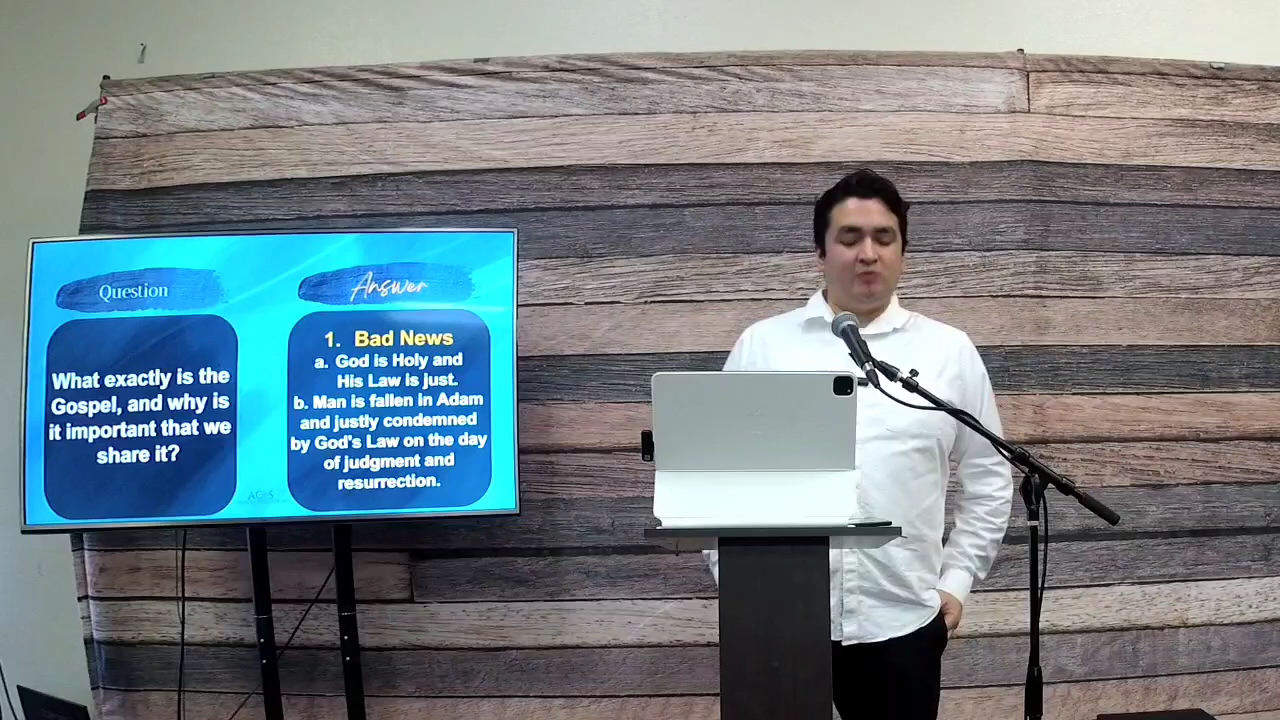 Question
What exactly is the
Gospel, and why is
it important that we
share it?
Answer
1. Bad News
a. God is Holy and
His Law is just.
b. Man is fallen in Adam
and justly condemned
by God's Law on the day
of judgment and
resurrection.